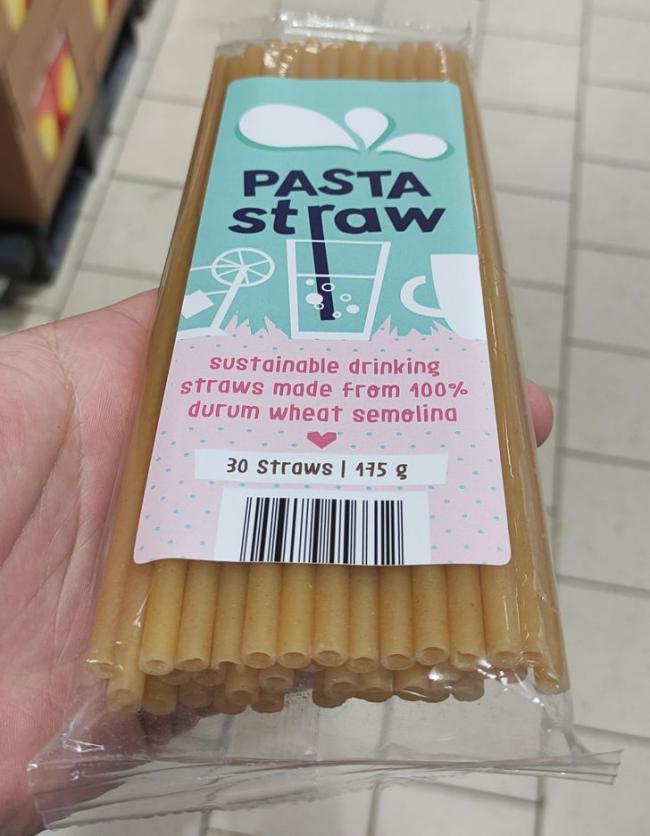 PASTA
straw
sustainable drinking
straws made from 100%
durum wheat semolina
30 Straws | 175 g